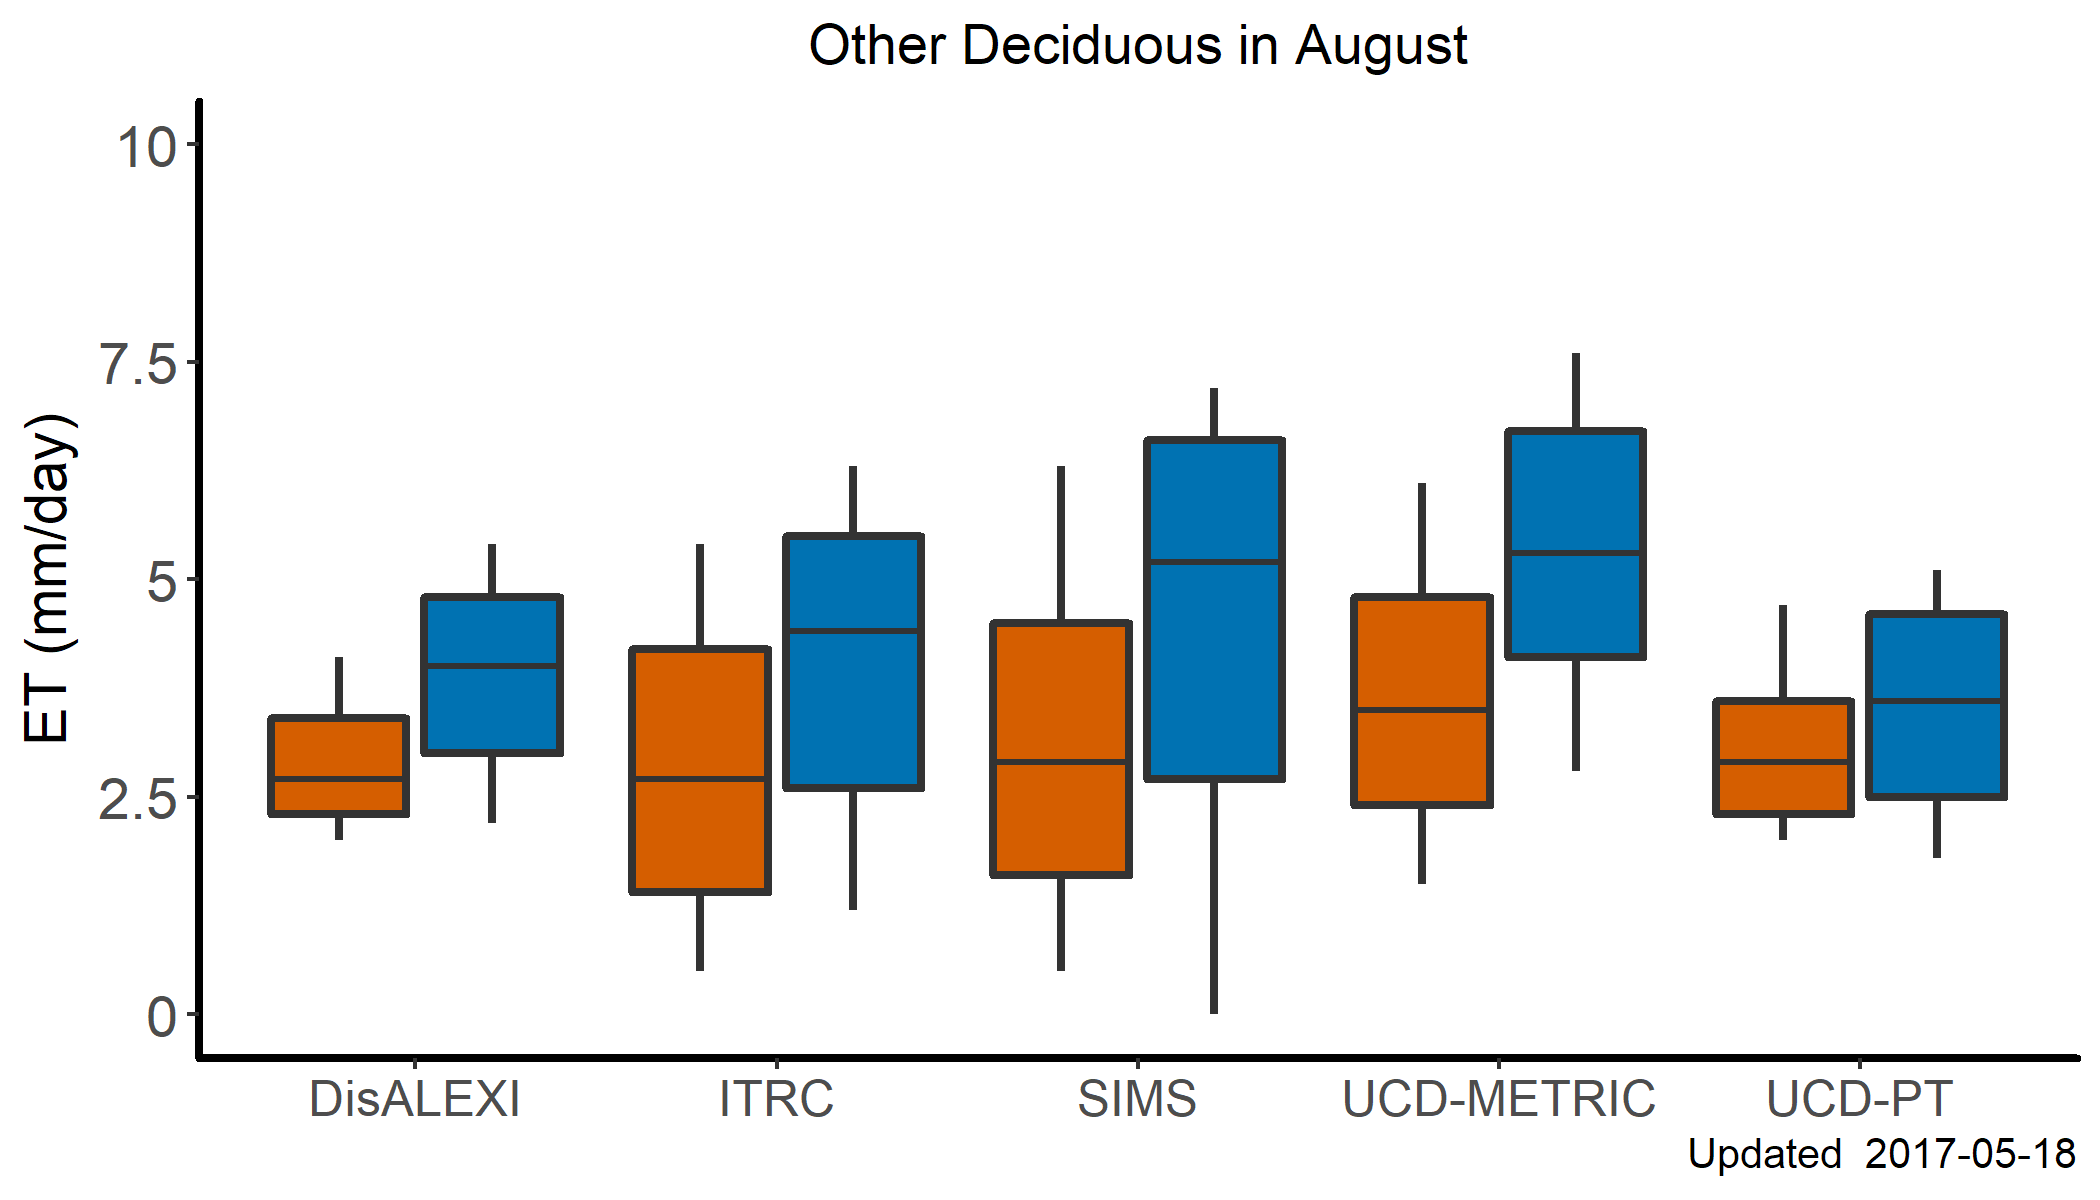 Other Deciduous in August
10
7.5
5
2.5
0
ET (mm/day)
DisALEXI ITRC SIMS UCD-METRIC UCD-PT
Updated 2017-05-18